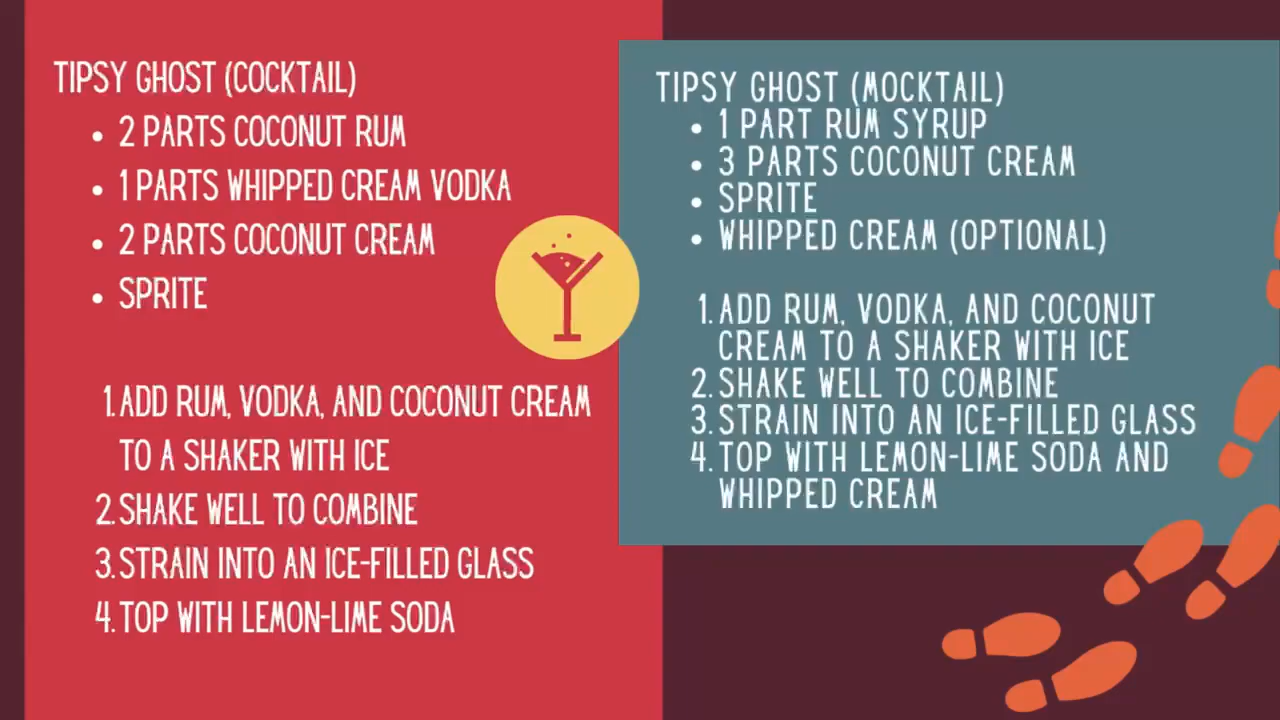 TIPSY GHOST (COCKTAIL)
• 2 PARTS COCONUT RUM
• 1 PARTS WHIPPED CREAM VODKA
• 2 PARTS COCONUT CREAM
• SPRITE
1. ADD RUM, VODKA, AND COCONUT CREAM
TO A SHAKER WITH ICE
2. SHAKE WELL TO COMBINE
3. STRAIN INTO AN ICE-FILLED GLASS
4. TOP WITH LEMON-LIME SODA
TIPSY GHOST (MOCKTAIL)
• 1 PART RUM SYRUP
• 3 PARTS COCONUT CREAM
• SPRITE
• WHIPPED CREAM (OPTIONAL)
1. ADD RUM, VODKA, AND COCONUT
CREAM TO A SHAKER WITH ICE
2. SHAKE WELL TO COMBINE
3. STRAIN INTO AN ICE-FILLED GLASS
4. TOP WITH LEMON-LIME SODA AND
WHIPPED CREAM